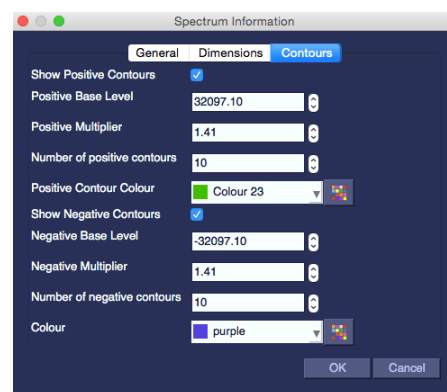 Spectrum Information
General Dimensions Contours
Show Positive Contours
Positive Base Level 32097.10
Positive Multiplier 1.41
Number of positive contours 10
Positive Contour Colour Colour 23
Show Negative Contours
Negative Base Level -32097.10
Negative Multiplier 1.41
Number of negative contours 10
Colour purple
OK Cancel